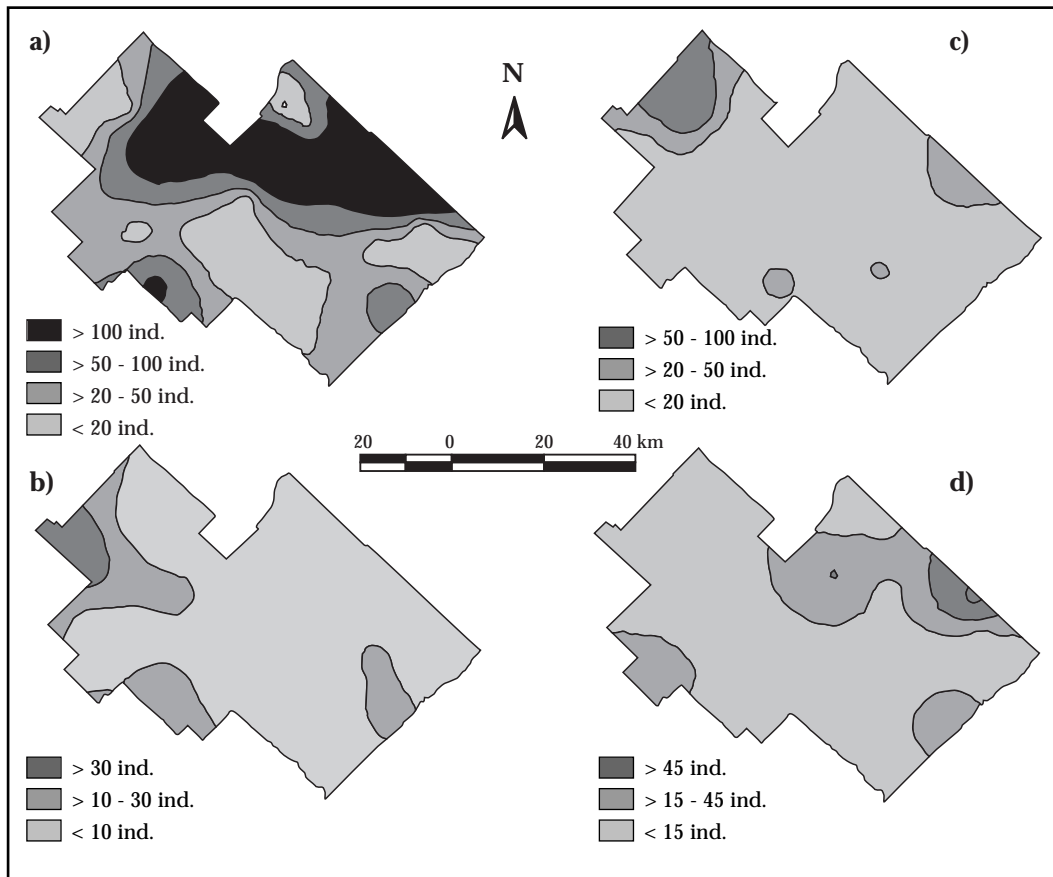 a)
c)
N
> 100 ind.
> 50 - 100 ind.
> 20 - 50 ind.
< 20 ind.
> 50 - 100 ind.
> 20 - 50 ind.
< 20 ind.
20 0 20 40 km
b)
d)
> 30 ind.
> 10 - 30 ind.
< 10 ind.
> 45 ind.
> 15 - 45 ind.
< 15 ind.